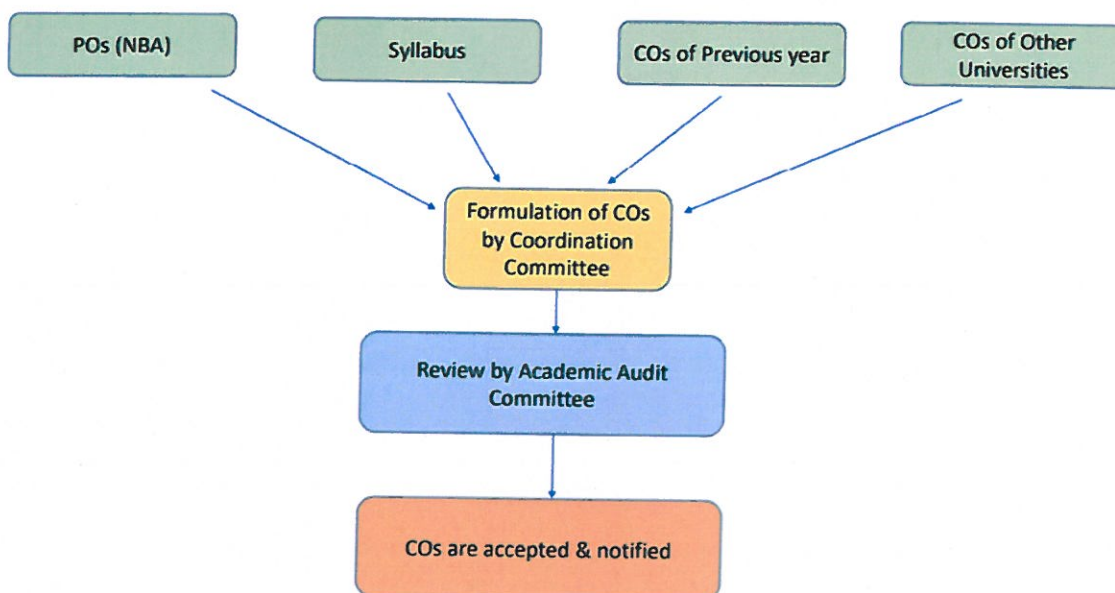 POs (NBA)
Syllabus
COs of Previous year
COs of Other
Universities
Formulation of COs
by Coordination
Committee
Review by Academic Audit
Committee
COs are accepted & notified